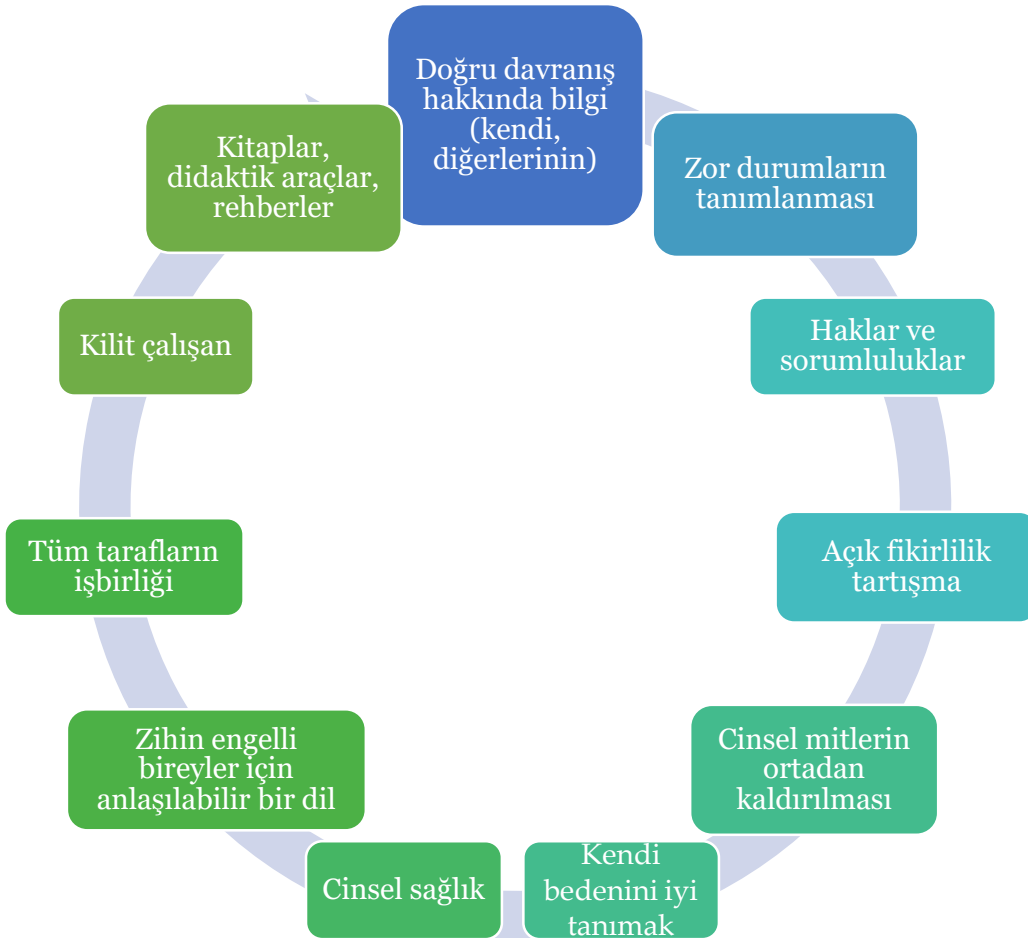 Doğru davranış
hakkında bilgi
(kendi,
diğerlerinin)
Zor durumların
tanımlanması
Haklar ve
sorumluluklar
Açık fikirlilik
tartışma
Cinsel mitlerin
ortadan
kaldırılması
Kendi
bedenini iyi
tanımak
Cinsel sağlık
Zihin engelli
bireyler için
anlaşılabilir bir dil
Tüm tarafların
işbirliği
Kilit çalışan
Kitaplar,
didaktik araçlar,
rehberler